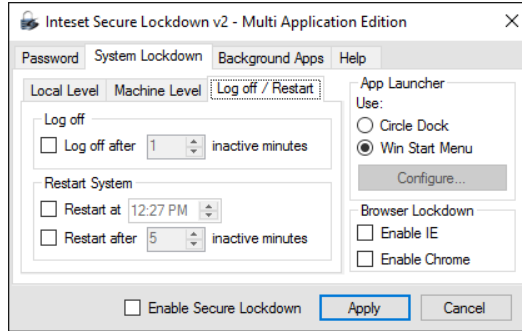 Inteset Secure Lockdown v2 - Multi Application Edition
Password System Lockdown Background Apps Help
Local Level Machine Level Log off / Restart
Log off
Log off after 1 inactive minutes
Restart System
Restart at 12:27 PM
Restart after 5 inactive minutes
App Launcher
Use:
Circle Dock
Win Start Menu
Configure...
Browser Lockdown
Enable IE
Enable Chrome
Enable Secure Lockdown Apply Cancel